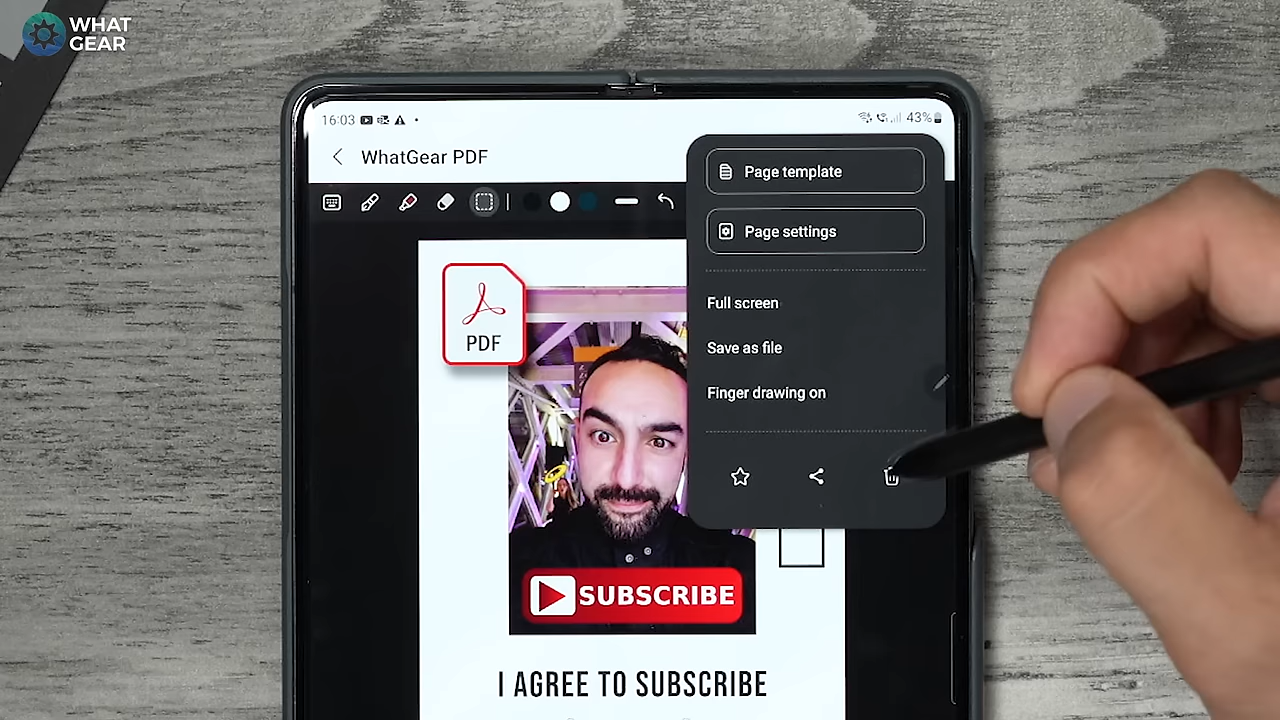 WHAT
GEAR
16:03
43%
WhatGear PDF
Page template
Page settings
Full screen
Save as file
Finger drawing on
PDF
SUBSCRIBE
I AGREE TO SUBSCRIBE